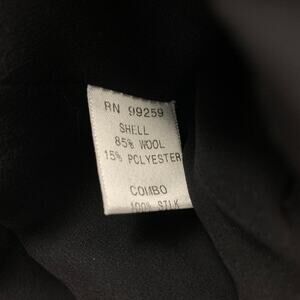 RN 99259
SHELL
85% WOOL
15% POLYESTER
COMBO
100% SILK